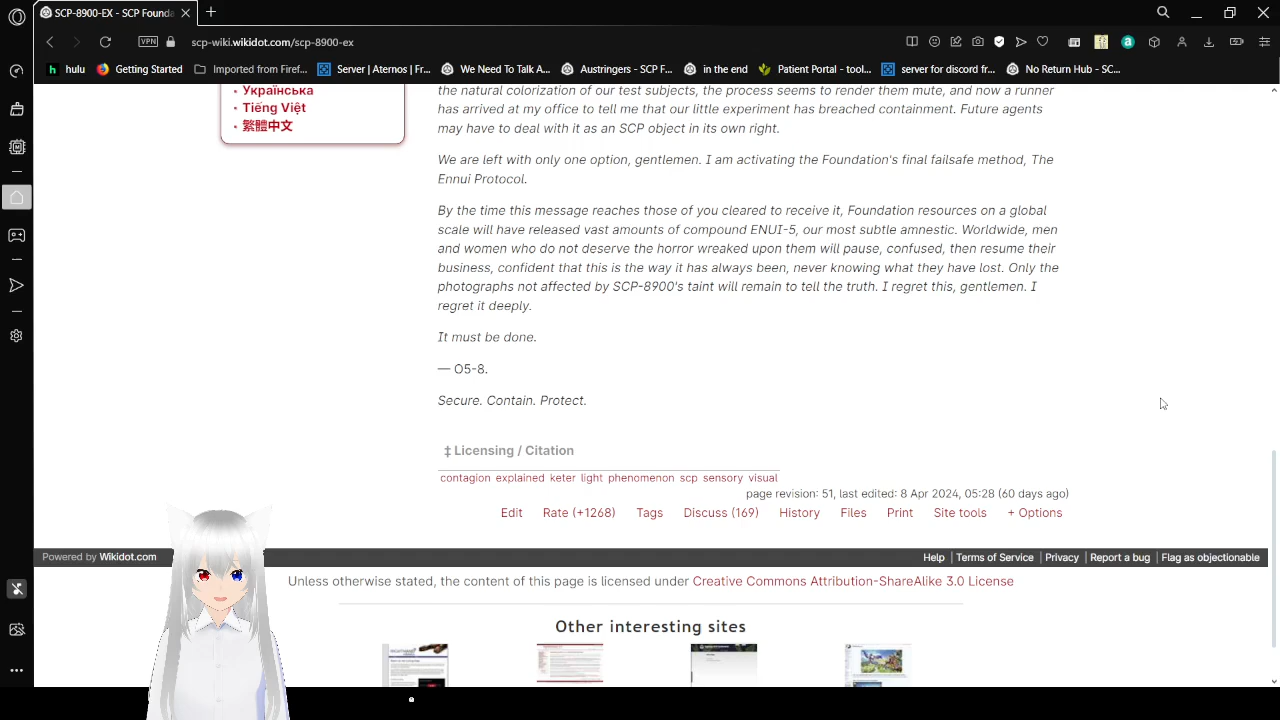 SCP-8900-EX - SCP Founda
scp-wiki.wikidot.com/scp-8900-ex
VPN
hulu
Getting Started
Imported from Firef...
Server | Aternos | Fr...
We Need To Talk A...
Austringers - SCP F...
in the end
Patient Portal - tool...
server for discord fr...
No Return Hub - SC...
Українська
Tiếng Việt
繁體中文
the natural colorization of our test subjects, the process seems to render them mute, and now a runner
has arrived at my office to tell me that our little experiment has breached containment. Future agents
may have to deal with it as an SCP object in its own right.
We are left with only one option, gentlemen. I am activating the Foundation's final failsafe method, The
Ennui Protocol.
By the time this message reaches those of you cleared to receive it, Foundation resources on a global
scale will have released vast amounts of compound ENUI-5, our most subtle amnestic. Worldwide, men
and women who do not deserve the horror wreaked upon them will pause, confused, then resume their
business, confident that this is the way it has always been, never knowing what they have lost. Only the
photographs not affected by SCP-8900's taint will remain to tell the truth. I regret this, gentlemen. I
regret it deeply.
It must be done.
— O5-8.
Secure. Contain. Protect.
‡ Licensing / Citation
contagion explained keter light phenomenon scp sensory visual
page revision: 51, last edited: 8 Apr 2024, 05:28 (60 days ago)
Edit Rate (+1268) Tags Discuss (169) History Files Print Site tools + Options
Powered by Wikidot.com
Help | Terms of Service | Privacy | Report a bug | Flag as objectionable
Unless otherwise stated, the content of this page is licensed under Creative Commons Attribution-ShareAlike 3.0 License
Other interesting sites